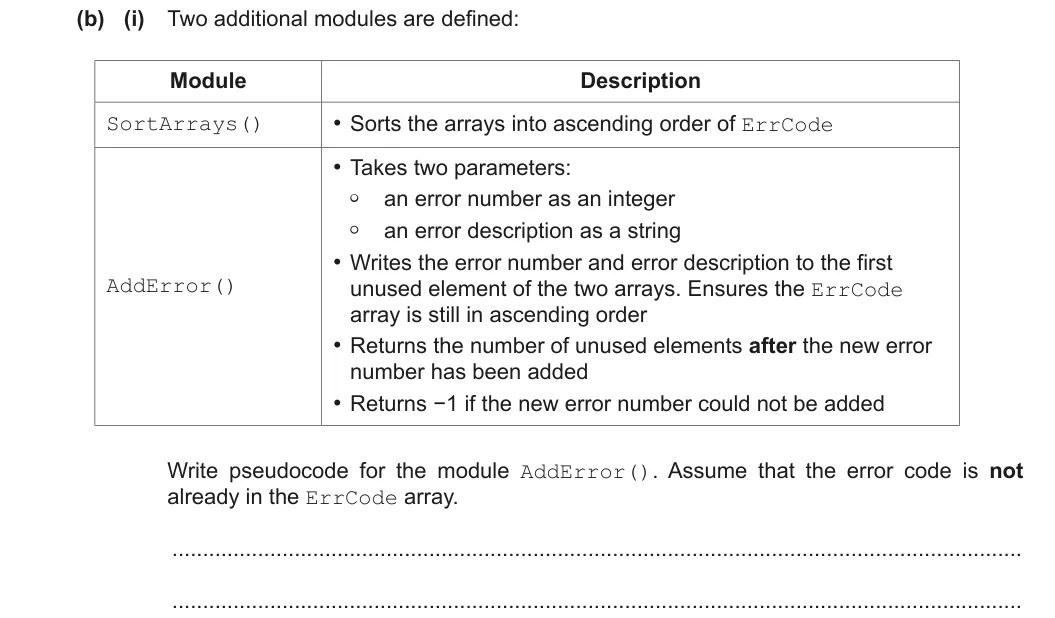 (b) (i) Two additional modules are defined:
Module Description
SortArrays() • Sorts the arrays into ascending order of ErrCode
AddError()
• Takes two parameters:
○ an error number as an integer
○ an error description as a string
• Writes the error number and error description to the first
unused element of the two arrays. Ensures the ErrCode
array is still in ascending order
• Returns the number of unused elements after the new error
number has been added
• Returns −1 if the new error number could not be added
Write pseudocode for the module AddError(). Assume that the error code is not
already in the ErrCode array.